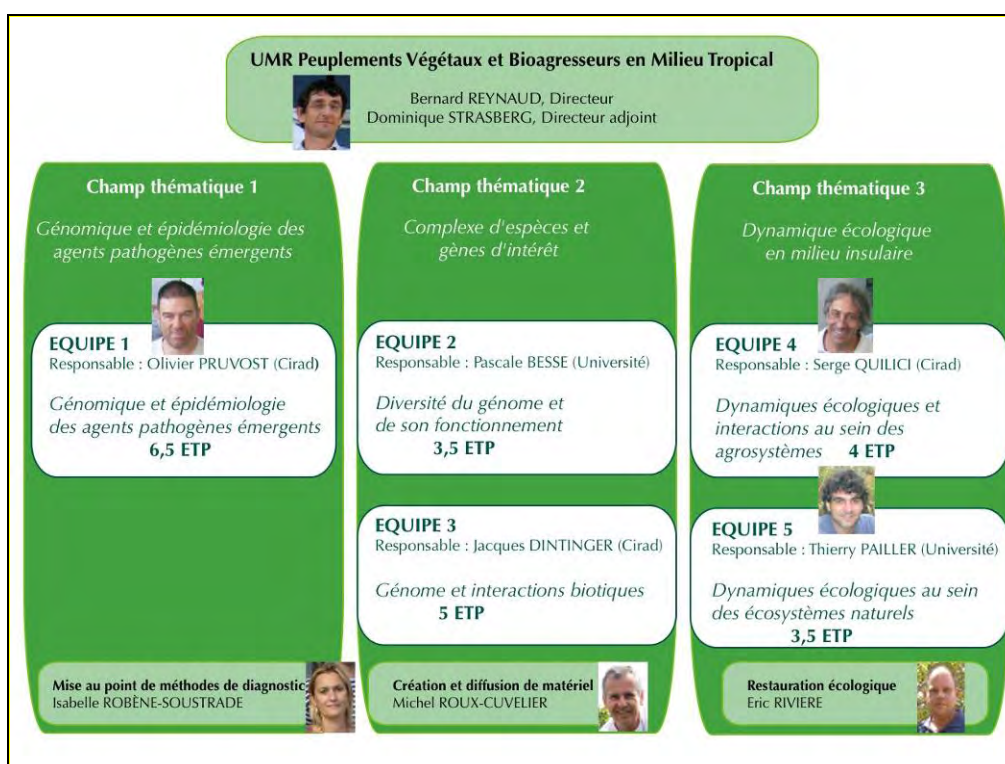 UMR Peuplements Végétaux et Bioagresseurs en Milieu Tropical
Bernard REYNAUD, Directeur
Dominique STRASBERG, Directeur adjoint
Champ thématique 1
Génomique et épidémiologie des
agents pathogènes émergents
EQUIPE 1
Responsable : Olivier PRUVOST (Cirad)
Génomique et épidémiologie
des agents pathogènes émergents
6,5 ETP
Mise au point de méthodes de diagnostic
Isabelle ROBÈNE-SOUSTRADE
Champ thématique 2
Complexe d'espèces et
gènes d'intérêt
EQUIPE 2
Responsable : Pascale BESSE (Université)
Diversité du génome et
de son fonctionnement
3,5 ETP
EQUIPE 3
Responsable : Jacques DINTINGER (Cirad)
Génome et interactions biotiques
5 ETP
Création et diffusion de matériel
Michel ROUX-CUVELIER
Champ thématique 3
Dynamique écologique
en milieu insulaire
EQUIPE 4
Responsable : Serge QUILICI (Cirad)
Dynamiques écologiques et
interactions au sein des
agrosystèmes 4 ETP
EQUIPE 5
Responsable : Thierry PAILLER (Université)
Dynamiques écologiques au sein
des écosystèmes naturels
3,5 ETP
Restauration écologique
Eric RIVIERE